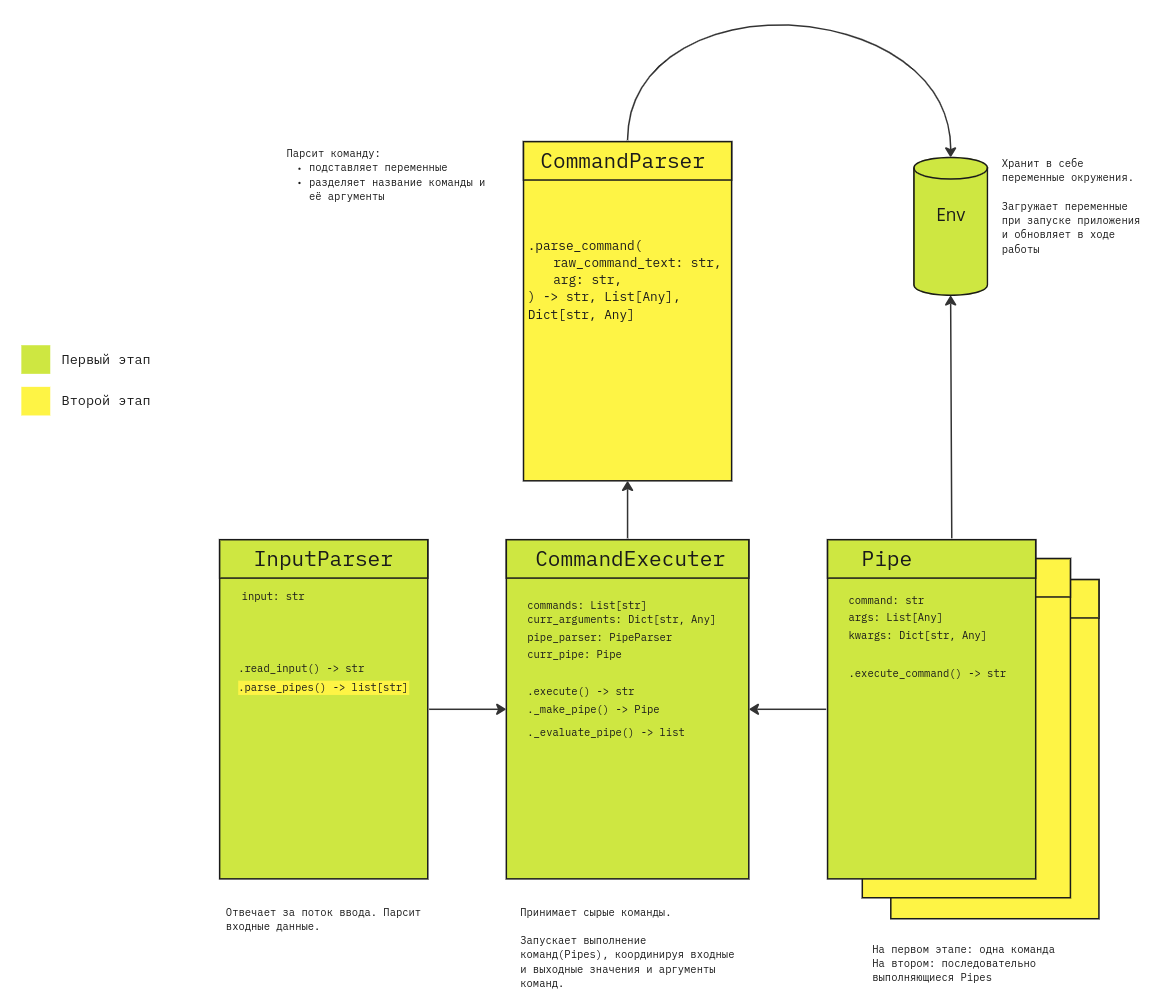 Парсит команду:
• подставляет переменные
• разделяет название команды и
её аргументы
CommandParser
.parse_command(
raw_command_text: str,
arg: str,
) -> str, List[Any],
Dict[str, Any]
Env
Хранит в себе
переменные окружения.
Загружает переменные
при запуске приложения
и обновляет в ходе
работы
Первый этап
Второй этап
InputParser
input: str
.read_input() -> str
.parse_pipes() -> list[str]
Отвечает за поток ввода. Парсит
входные данные.
CommandExecuter
commands: List[str]
curr_arguments: Dict[str, Any]
pipe_parser: PipeParser
curr_pipe: Pipe
.execute() -> str
._make_pipe() -> Pipe
._evaluate_pipe() -> list
Принимает сырые команды.
Запускает выполнение
команд(Pipes), координируя входные
и выходные значения и аргументы
команд.
Pipe
command: str
args: List[Any]
kwargs: Dict[str, Any]
.execute_command() -> str
На первом этапе: одна команда
На втором: последовательно
выполняющиеся Pipes